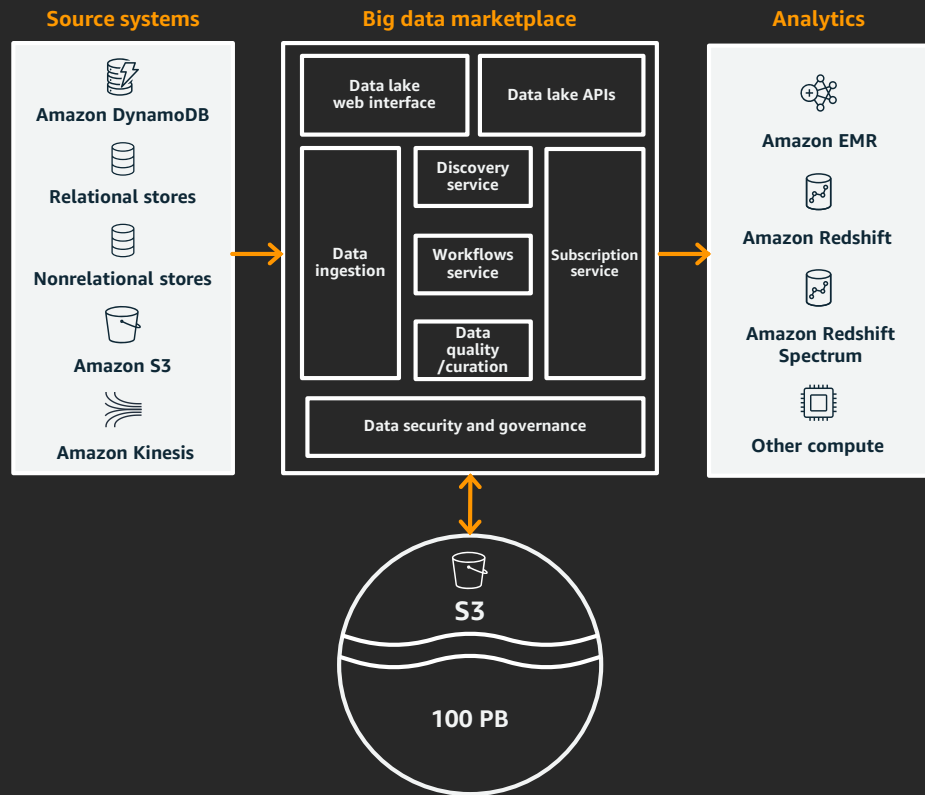 Source systems
Big data marketplace
Analytics
Amazon DynamoDB
Relational stores
Nonrelational stores
Amazon S3
Amazon Kinesis
Data lake
web interface
Data lake APIs
Data
ingestion
Discovery
service
Workflows
service
Data
quality
/curation
Subscription
service
Data security and governance
Amazon EMR
Amazon Redshift
Amazon Redshift
Spectrum
Other compute
S3
100 PB